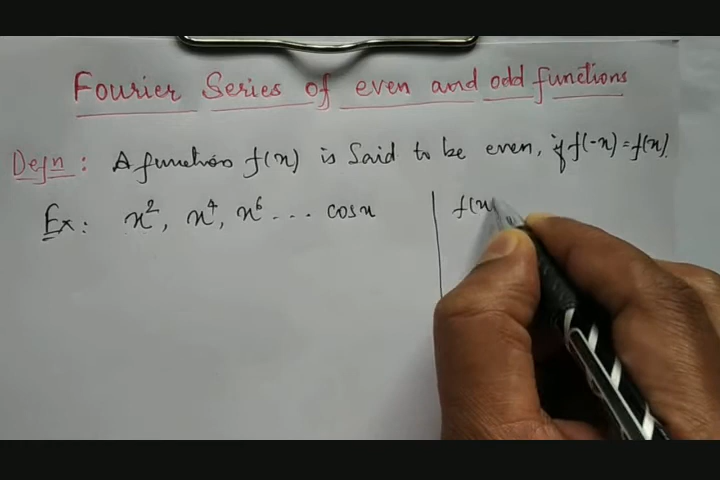 Fourier Series of even and odd functions
Defn: A function f(x) is said to be even, if f(-x)=f(x).
Ex: x², x⁴, x⁶ ... cosx
f(x